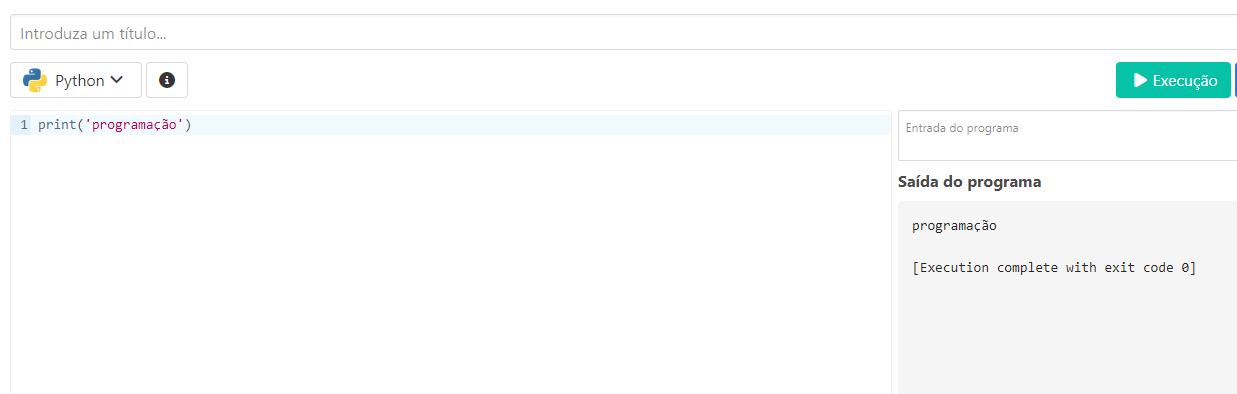 Introduza um título...
Python
Execução
1 print('programação')
Entrada do programa
Saída do programa
programação
[Execution complete with exit code 0]